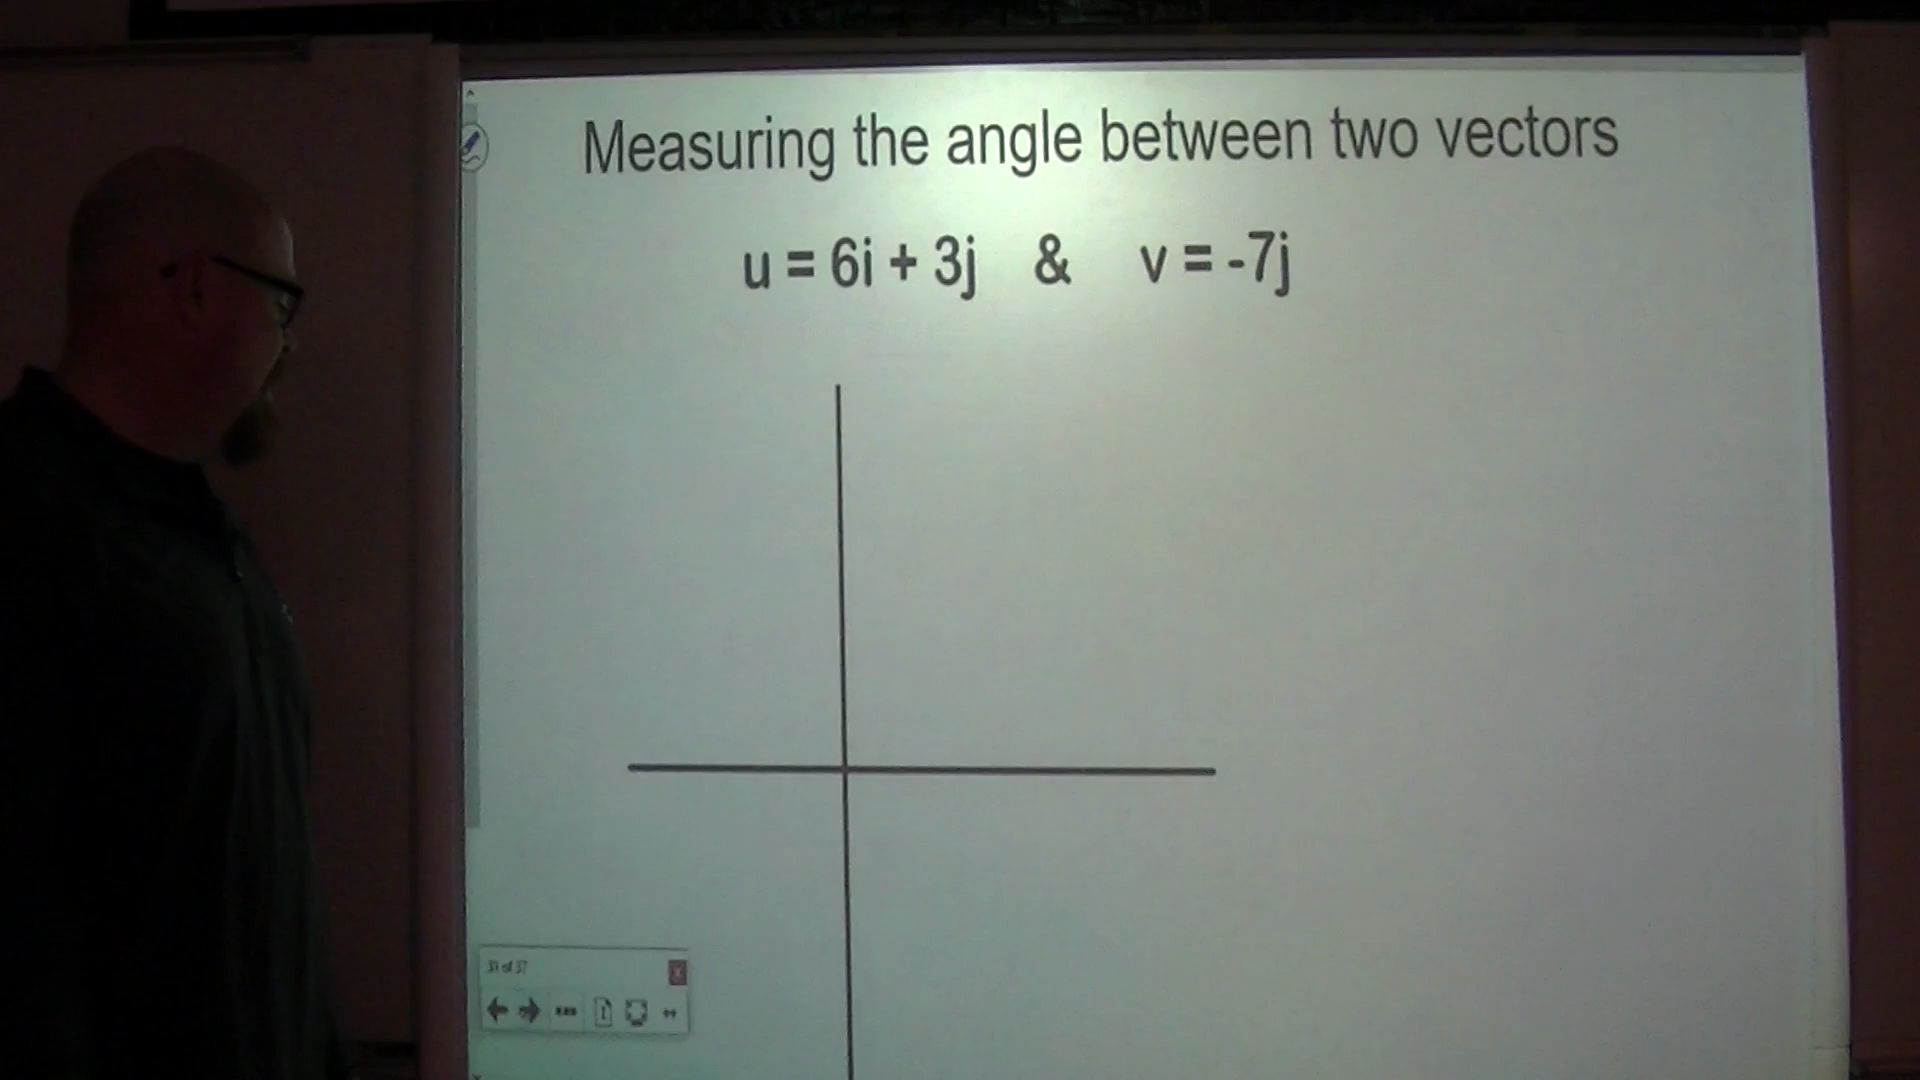 Measuring the angle between two vectors
u = 6i + 3j & v = -7j